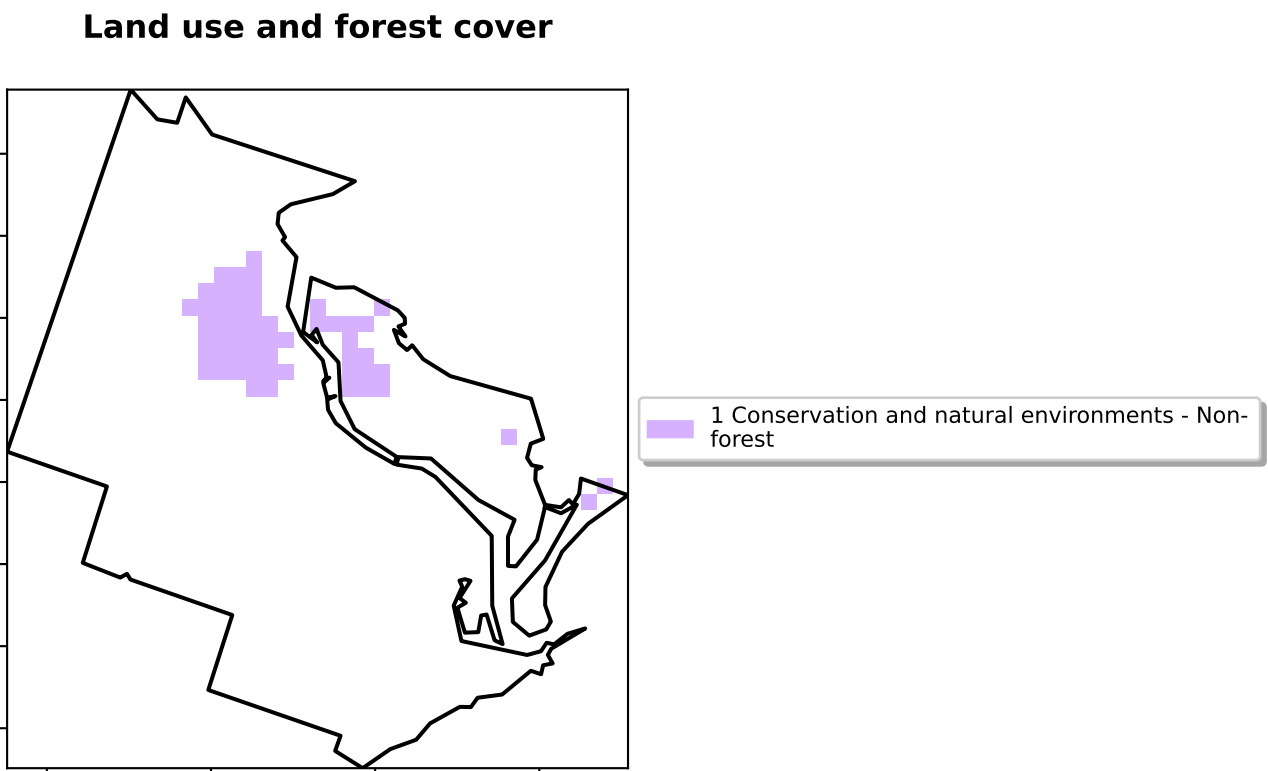 Land use and forest cover
1 Conservation and natural environments - Non-
forest